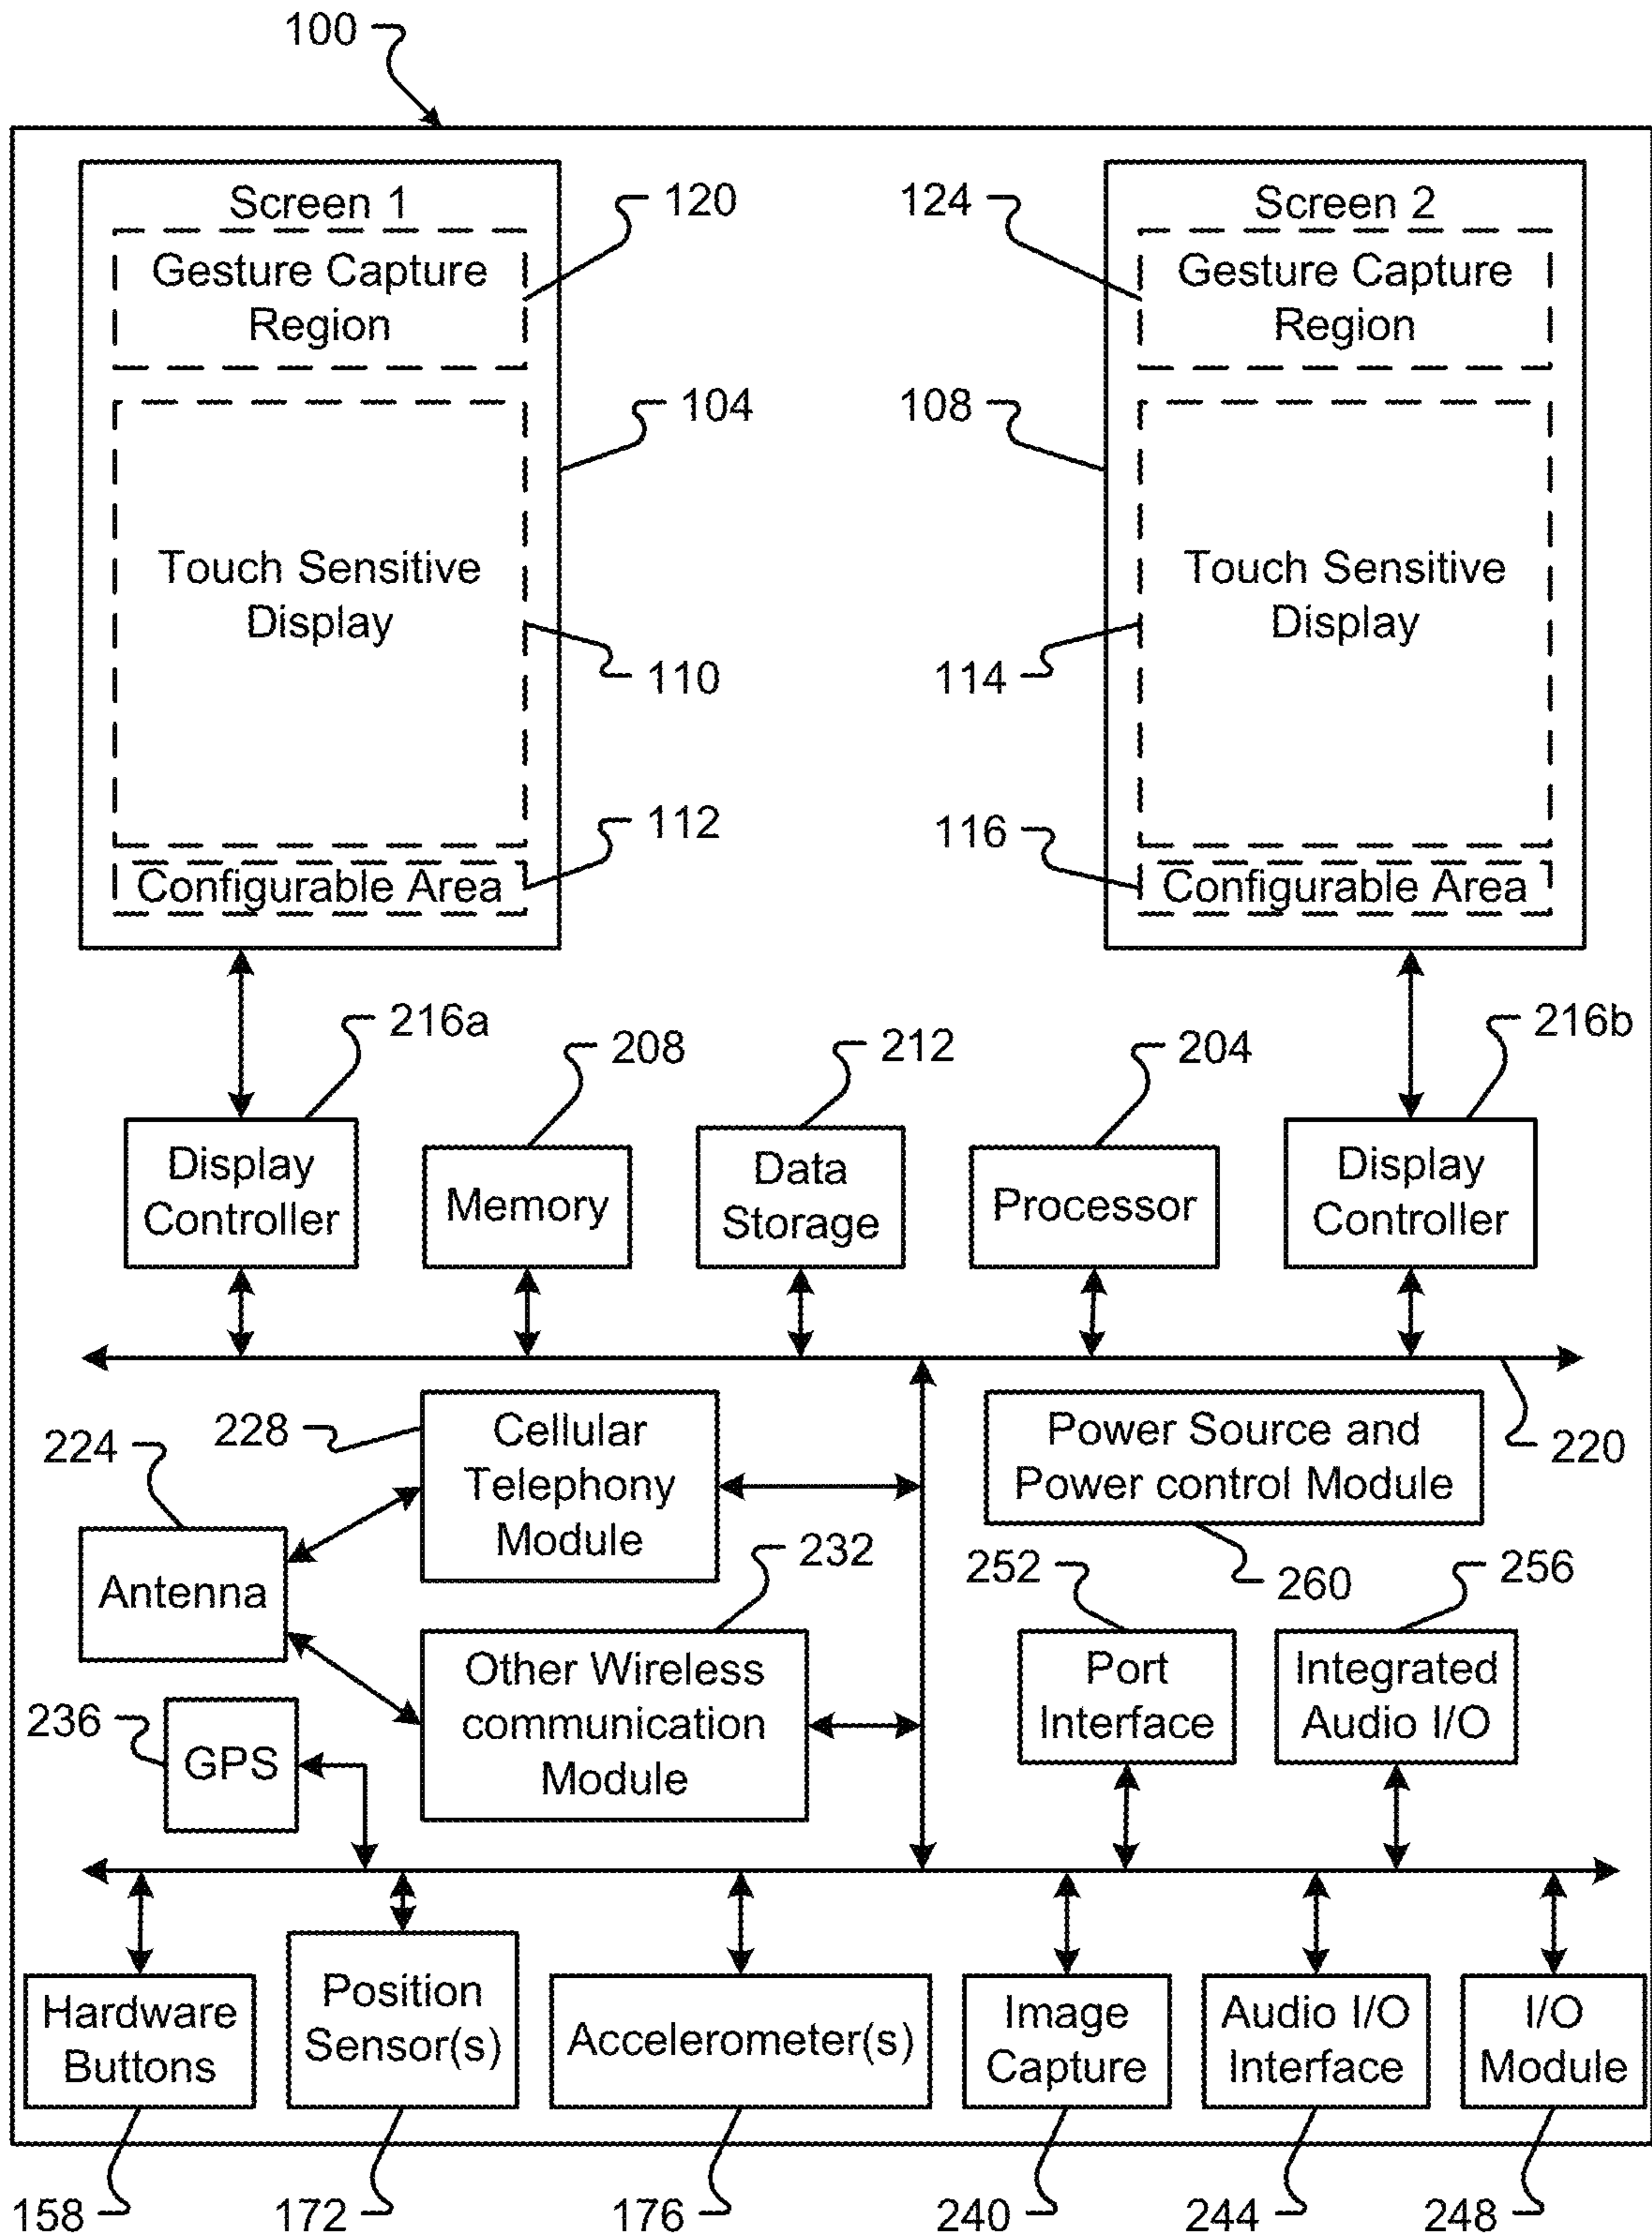 100
Screen 1
Gesture Capture
Region
120
Touch Sensitive
Display
104
110
Configurable Area
112
Screen 2
124
Gesture Capture
Region
108
Touch Sensitive
Display
114
116
Configurable Area
216a
208
212
204
216b
Display
Controller
Memory
Data
Storage
Processor
Display
Controller
220
224
228
Cellular
Telephony
Module
Power Source and
Power control Module
260
Antenna
232
Other Wireless
communication
Module
252
Port
Interface
256
Integrated
Audio I/O
236
GPS
Hardware
Buttons
Position
Sensor(s)
Accelerometer(s)
Image
Capture
Audio I/O
Interface
I/O
Module
158
172
176
240
244
248